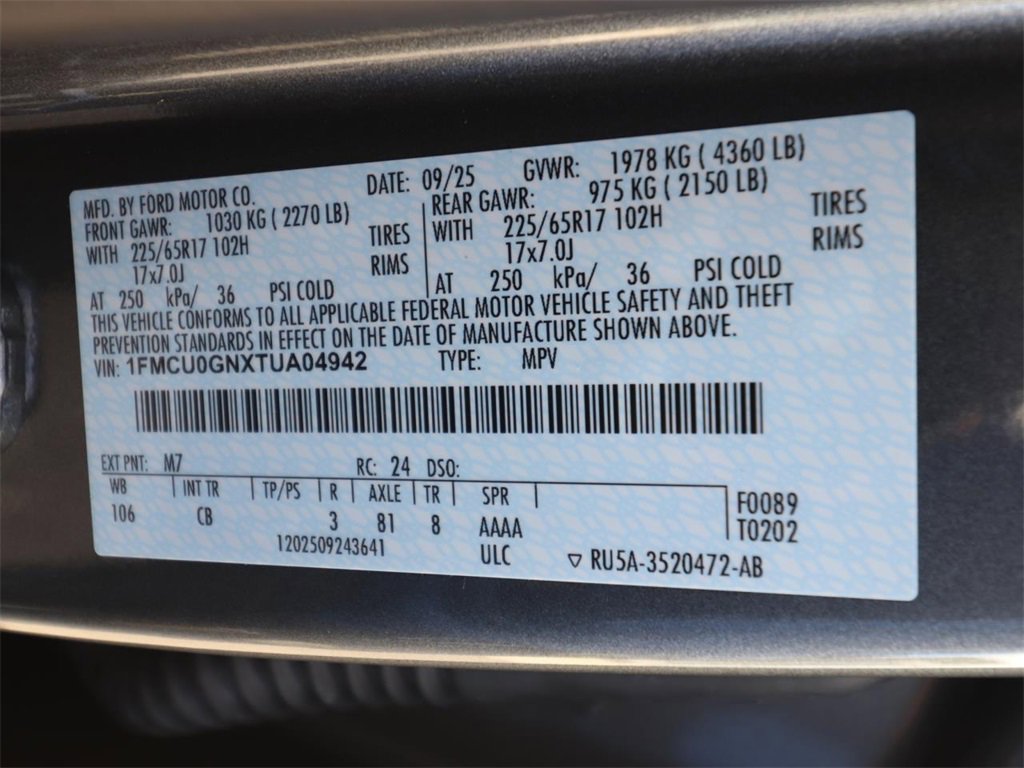 MFD. BY FORD MOTOR CO. DATE: 09/25 GVWR: 1978 KG ( 4360 LB)
FRONT GAWR: 1030 KG ( 2270 LB) REAR GAWR: 975 KG ( 2150 LB)
WITH 225/65R17 102H TIRES WITH 225/65R17 102H TIRES
17x7.0J RIMS 17x7.0J RIMS
AT 250 kPa/ 36 PSI COLD AT 250 kPa/ 36 PSI COLD
THIS VEHICLE CONFORMS TO ALL APPLICABLE FEDERAL MOTOR VEHICLE SAFETY AND THEFT
PREVENTION STANDARDS IN EFFECT ON THE DATE OF MANUFACTURE SHOWN ABOVE.
VIN: 1FMCU0GNXTUA04942 TYPE: MPV
EXT PNT: M7 RC: 24 DSO:
WB INT TR TP/PS R AXLE TR SPR F0089
106 CB 3 81 8 AAAA T0202
1202509243641 ULC ▽ RU5A-3520472-AB